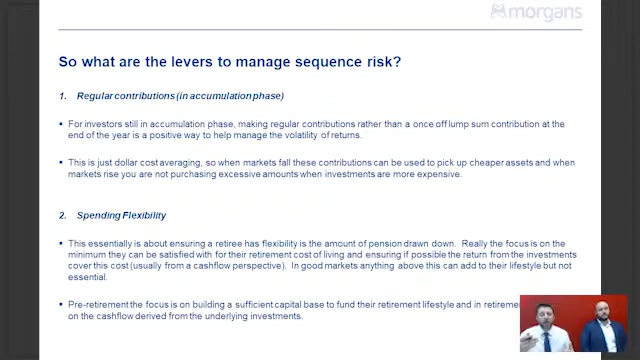 morgans
So what are the levers to manage sequence risk?
1. Regular contributions (in accumulation phase)
▪ For investors still in accumulation phase, making regular contributions rather than a once off lump sum contribution at the
end of the year is a positive way to help manage the volatility of returns.
▪ This is just dollar cost averaging, so when markets fall these contributions can be used to pick up cheaper assets and when
markets rise you are not purchasing excessive amounts when investments are more expensive.
2. Spending Flexibility
▪ This essentially is about ensuring a retiree has flexibility is the amount of pension drawn down. Really the focus is on the
minimum they can be satisfied with for their retirement cost of living and ensuring if possible the return from the investments
cover this cost (usually from a cashflow perspective). In good markets anything above this can add to their lifestyle but not
essential.
▪ Pre-retirement the focus is on building a sufficient capital base to fund their retirement lifestyle and in retirem
on the cashflow derived from the underlying investments.